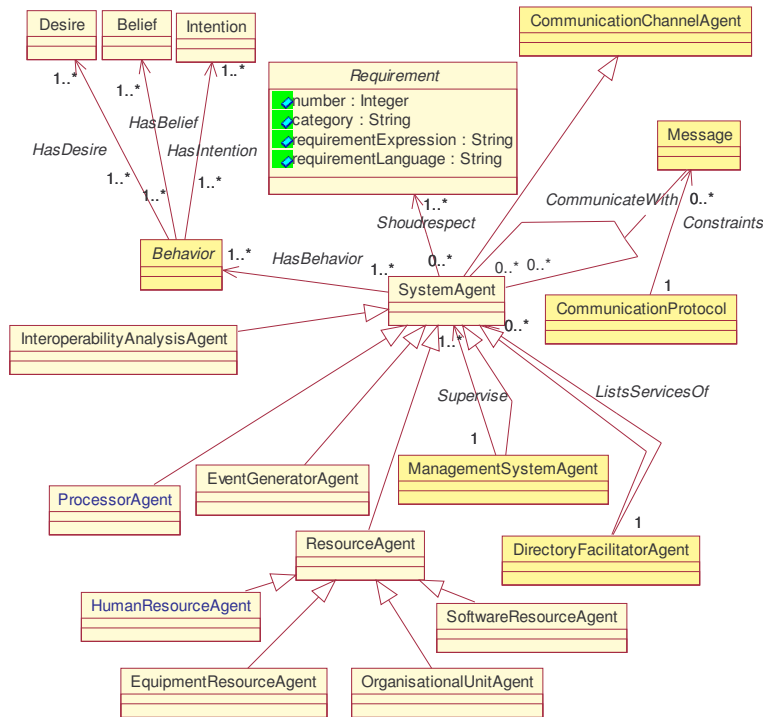 Desire
Belief
Intention
CommunicationChannelAgent
1..*
1..*
1..*
Requirement
number : Integer
category : String
requirementExpression : String
requirementLanguage : String
Message
HasBelief
HasDesire
HasIntention
1..*
1..*
1..*
1..*
Shoudrespect
CommunicateWith
0..*
Constraints
Behavior
1..*
HasBehavior
1..*
0..*
0..*
0..*
SystemAgent
1
CommunicationProtocol
InteroperabilityAnalysisAgent
1..*
0..*
Supervise
ListsServicesOf
1
ManagementSystemAgent
EventGeneratorAgent
ProcessorAgent
1
ResourceAgent
DirectoryFacilitatorAgent
HumanResourceAgent
SoftwareResourceAgent
EquipmentResourceAgent
OrganisationalUnitAgent